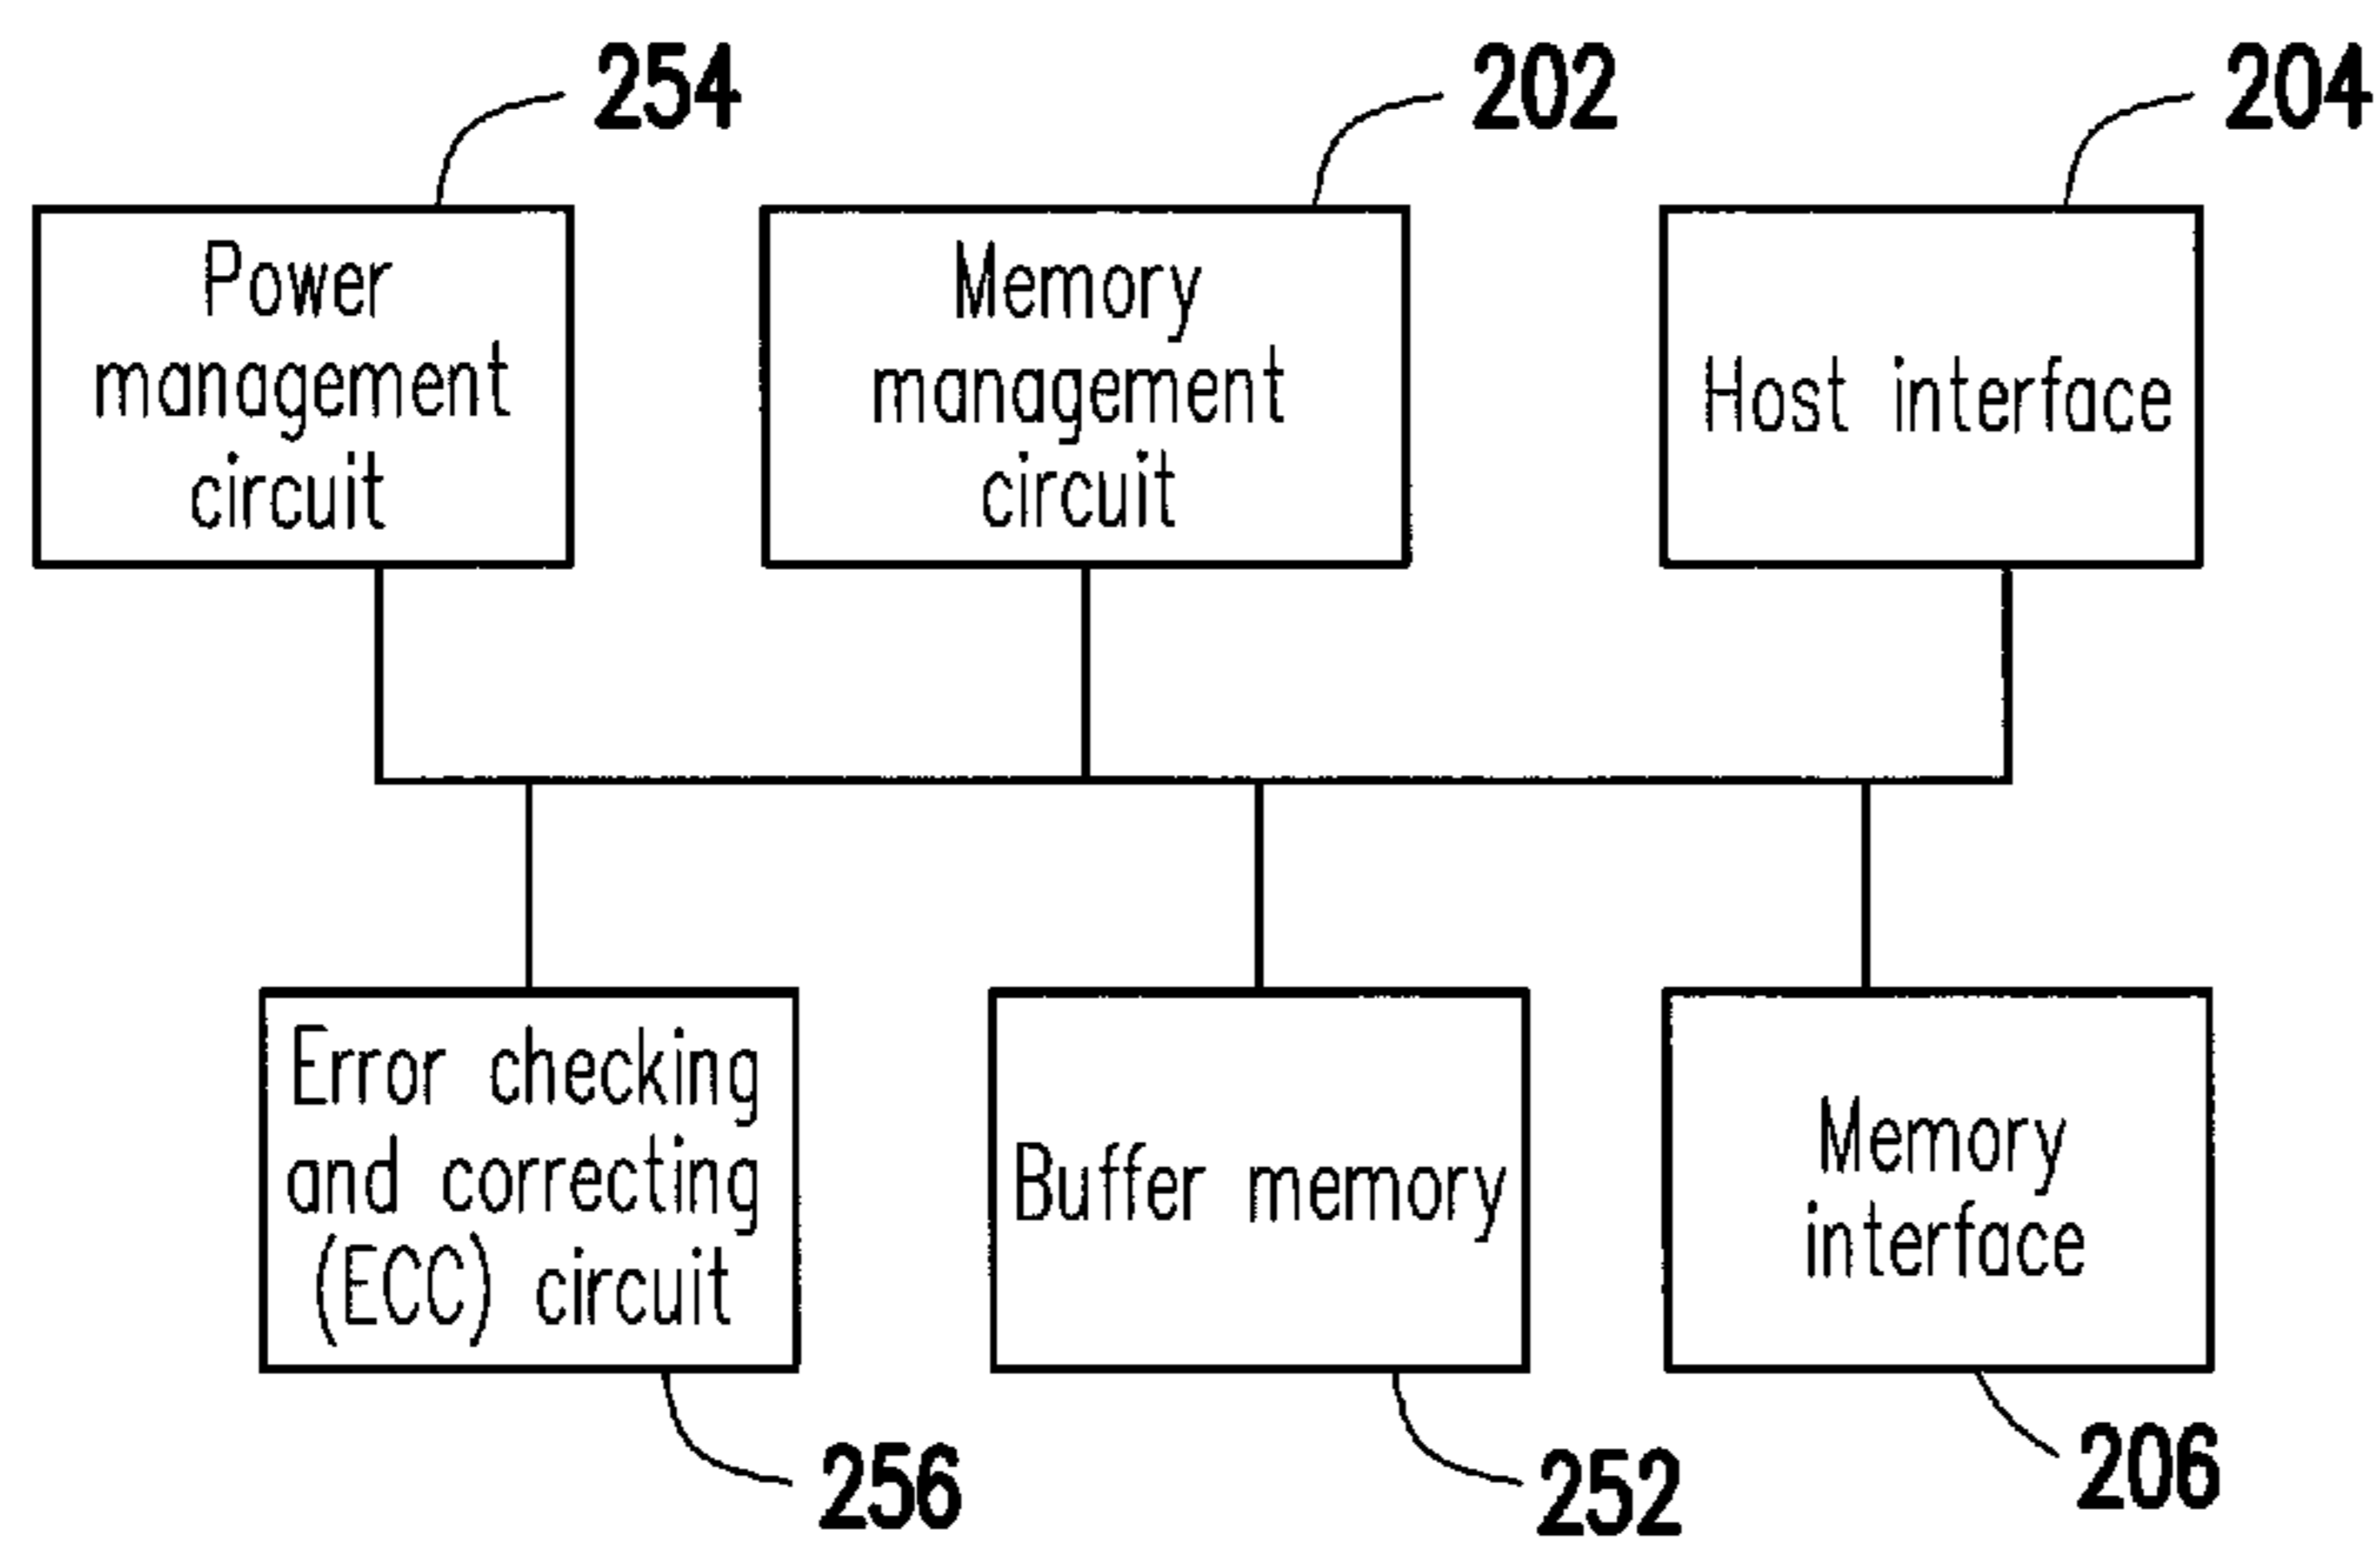 254
202
204
Power
management
circuit
Memory
management
circuit
Host interface
Error checking
and correcting
(ECC) circuit
Buffer memory
Memory
interface
256
252
206